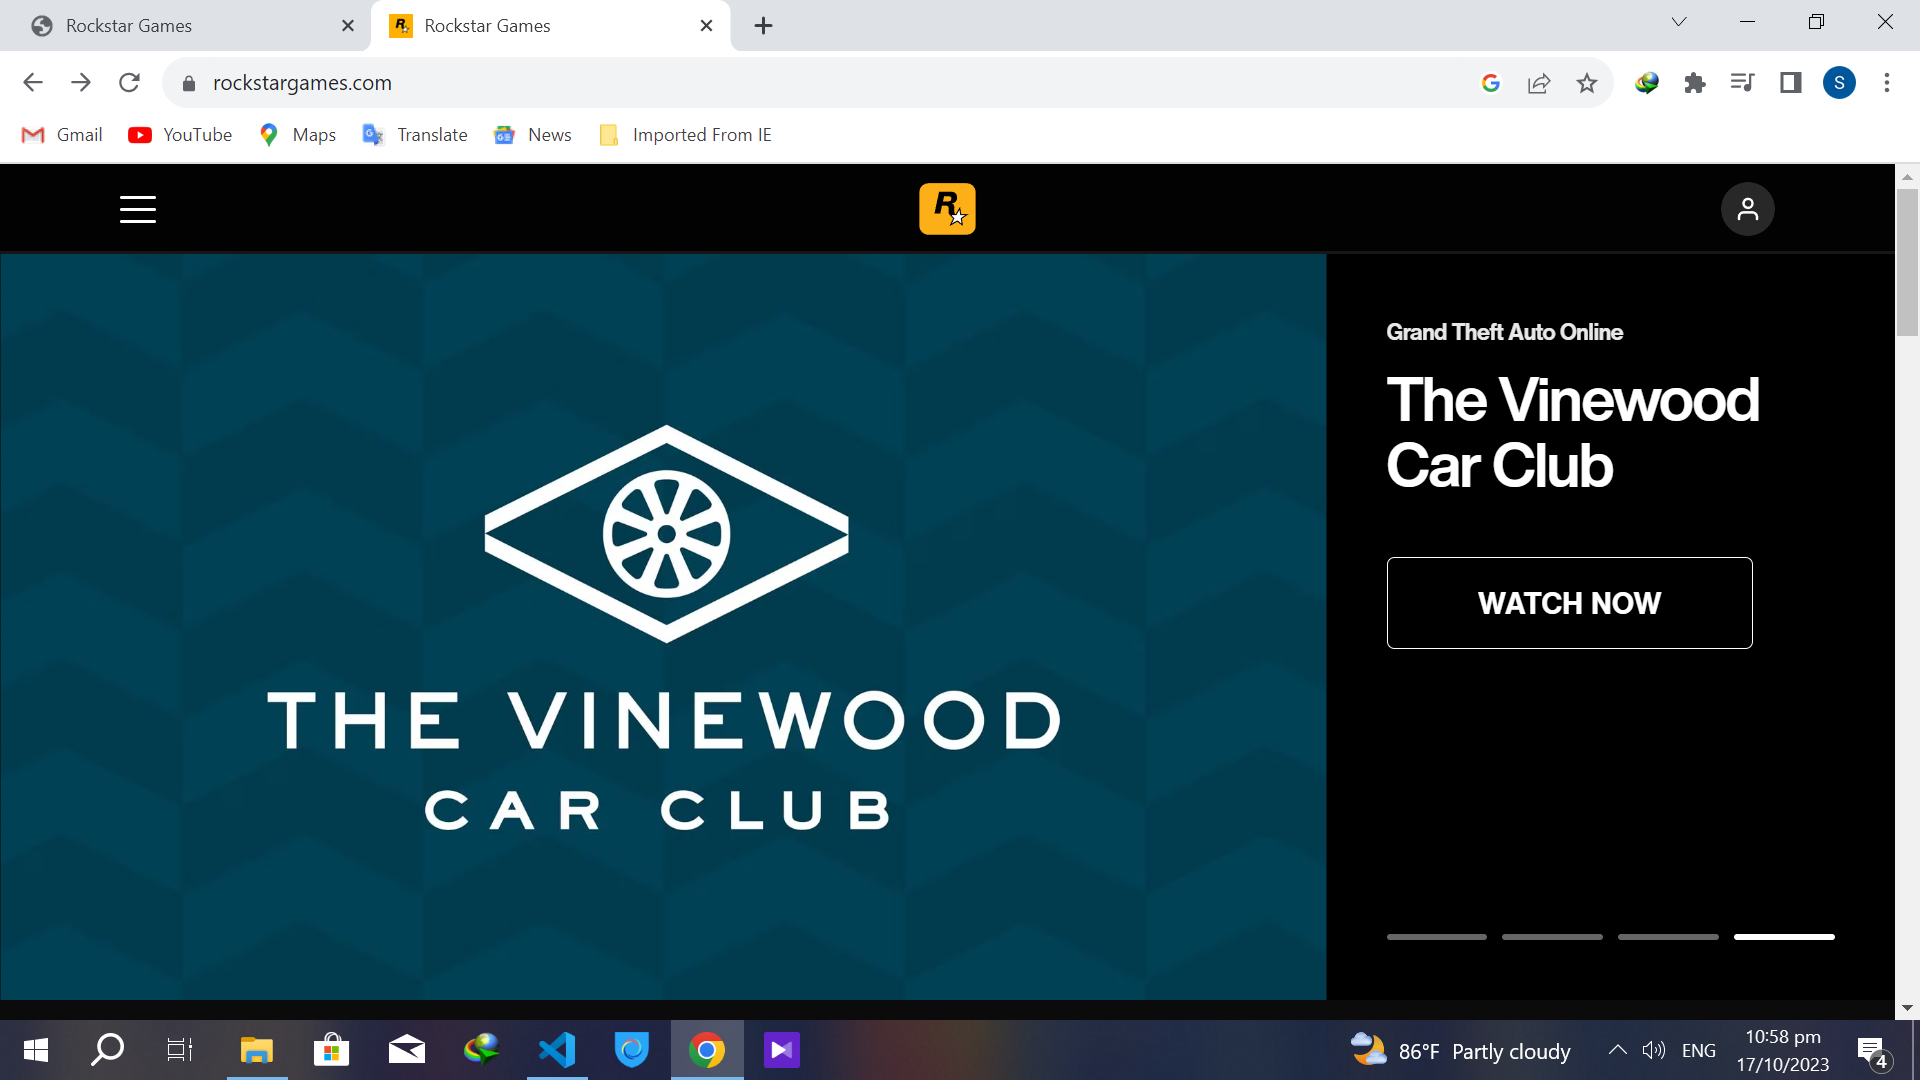 Rockstar Games
Rockstar Games
rockstargames.com
S
Gmail
YouTube
Maps
Translate
News
Imported From IE
R
Grand Theft Auto Online
The Vinewood
Car Club
WATCH NOW
THE VINEWOOD
CAR CLUB
86°F Partly cloudy
ENG
10:58 pm
17/10/2023
4